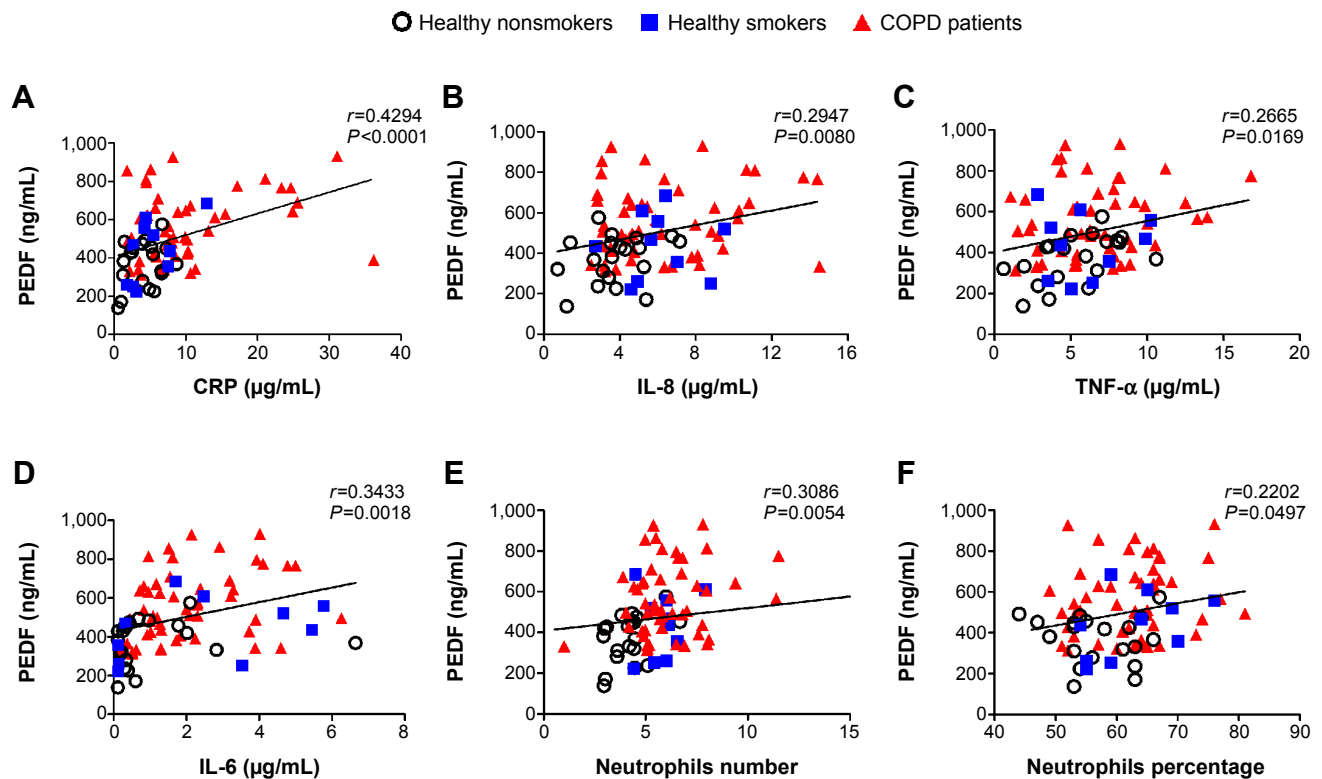 Healthy nonsmokers Healthy smokers COPD patients
A
r=0.4294
P<0.0001
PEDF (ng/mL)
1,000
800
600
400
200
0
0 10 20 30 40
CRP (µg/mL)
B
r=0.2947
P=0.0080
PEDF (ng/mL)
1,000
800
600
400
200
0
0 4 8 12 16
IL-8 (µg/mL)
C
r=0.2665
P=0.0169
PEDF (ng/mL)
1,000
800
600
400
200
0
0 5 10 15 20
TNF-α (µg/mL)
D
r=0.3433
P=0.0018
PEDF (ng/mL)
1,000
800
600
400
200
0
0 2 4 6 8
IL-6 (µg/mL)
E
r=0.3086
P=0.0054
PEDF (ng/mL)
1,000
800
600
400
200
0
0 5 10 15
Neutrophils number
F
r=0.2202
P=0.0497
PEDF (ng/mL)
1,000
800
600
400
200
0
40 50 60 70 80 90
Neutrophils percentage